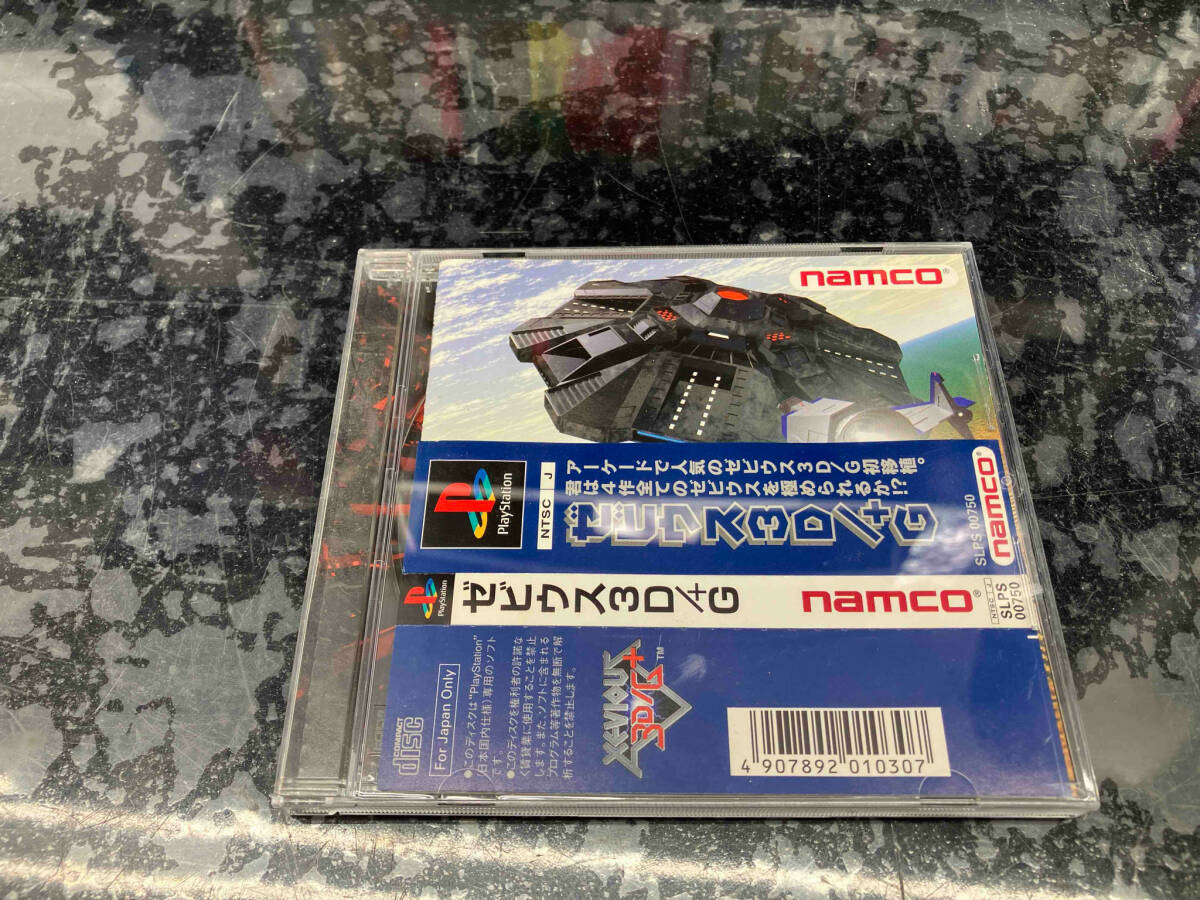 namco®
PlayStation
NTSC J
アーケードで人気のゼビウス3D/G初移植。
君は4作全てのゼビウスを極められるか!?
ゼビウス3D/G+
SLPS 00750
namco®
PlayStation
ゼビウス3D/G+
namco®
NTSC J
SLPS
00750
COMPACT
disc
For Japan Only
●このディスクは"PlayStation"
(日本国内仕様)専用のソフト
です。
●このディスクを権利者の許諾な
く賃貸業に使用することを禁止
します。また、ソフトに含まれる
プログラム等著作物を無断で解
析することを禁止します。
XEVIOUS
3D/G+
TM
4 907892 010307